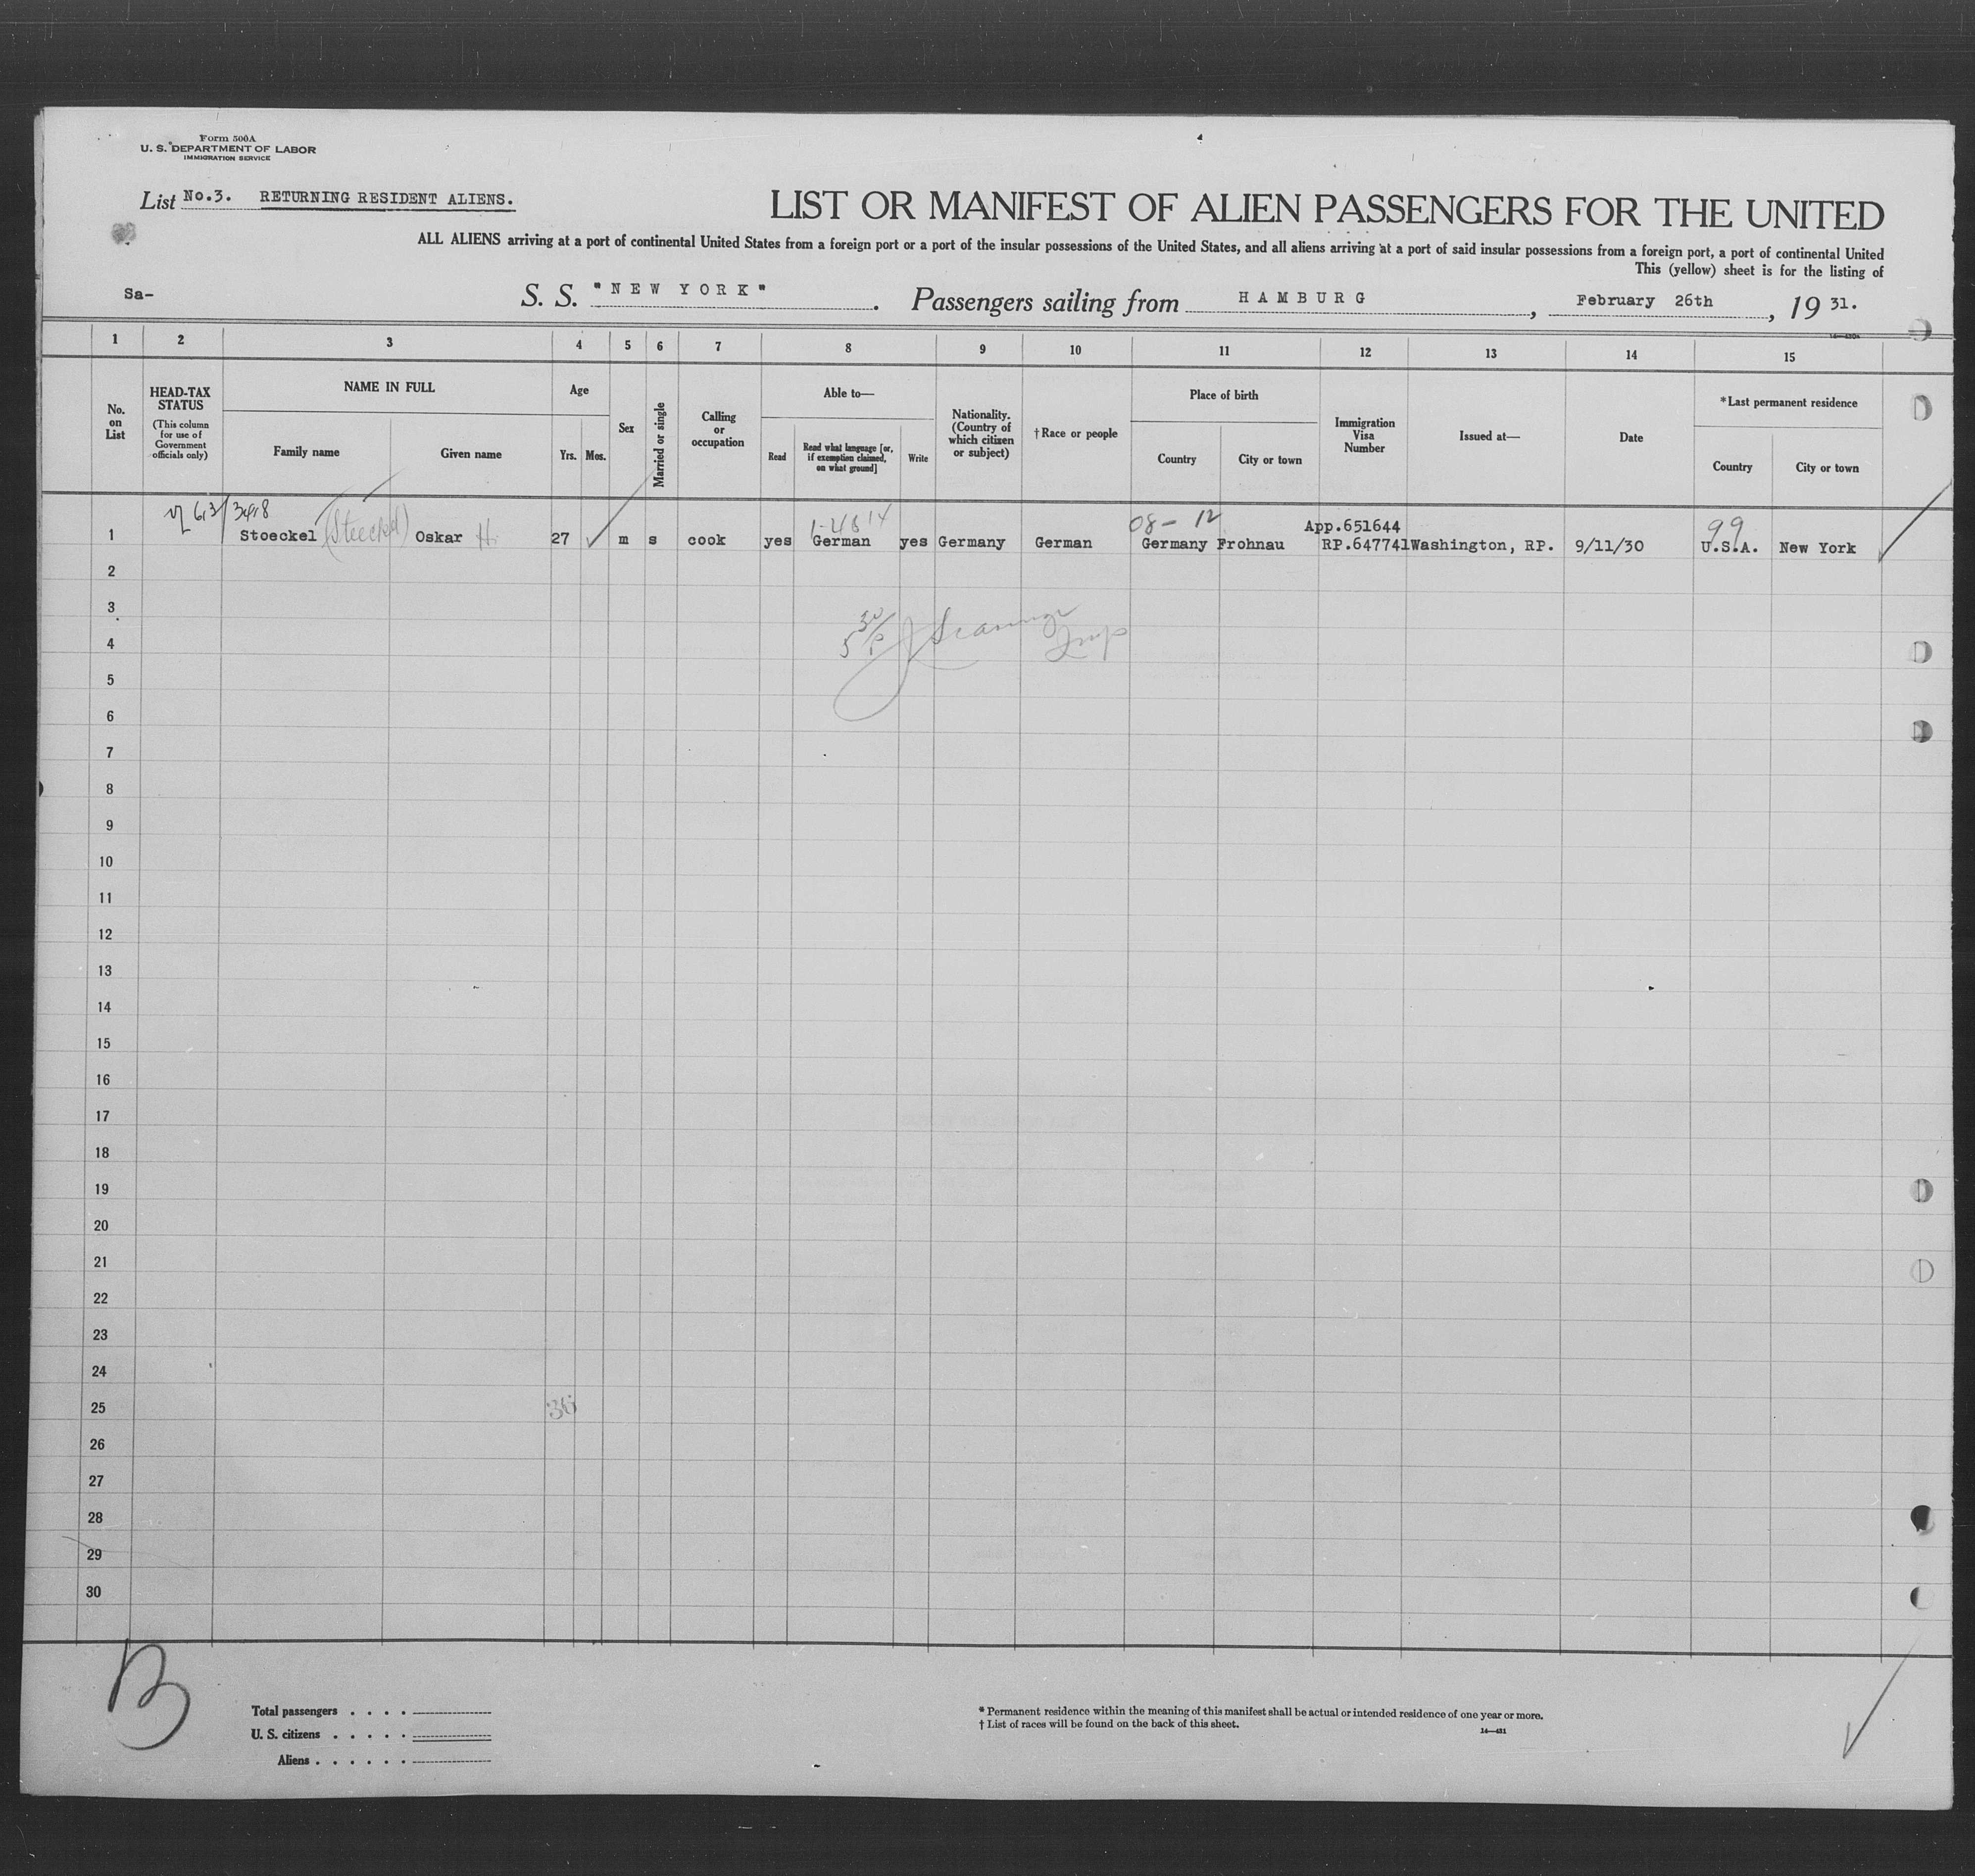 Form 500A
U. S. DEPARTMENT OF LABOR
IMMIGRATION SERVICE
List No.3. RETURNING RESIDENT ALIENS.
LIST OR MANIFEST OF ALIEN PASSENGERS FOR THE UNITED
ALL ALIENS arriving at a port of continental United States from a foreign port or a port of the insular possessions of the United States, and all aliens arriving at a port of said insular possessions from a foreign port, a port of continental United
This (yellow) sheet is for the listing of
Sa-
S. S. "NEW YORK". Passengers sailing from HAMBURG, February 26th, 19 31.
1 2 3 4 5 6 7 8 9 10 11 12 13 14 15
No. on List
HEAD-TAX STATUS
(This column for use of Government officials only)
NAME IN FULL
Family name
Given name
Age
Yrs.
Mos.
Sex
Married or single
Calling or occupation
Able to—
Read
Read what language [or, if exemption claimed, on what ground]
Write
Nationality. (Country of which citizen or subject)
†Race or people
Place of birth
Country
City or town
Immigration Visa Number
Issued at—
Date
*Last permanent residence
Country
City or town
613/3418
08- 12
App.651644
99
1 Stoeckel Oskar H. 27 m s cook yes German yes Germany German Germany Frohnau RP.647741 Washington, RP. 9/11/30 U.S.A. New York
2
3
4
5
6
7
8
9
10
11
12
13
14
15
16
17
18
19
20
21
22
23
24
25
26
27
28
29
30
B
Total passengers . . . .
U. S. citizens . . . . .
Aliens . . . . . .
* Permanent residence within the meaning of this manifest shall be actual or intended residence of one year or more.
† List of races will be found on the back of this sheet.
14—431